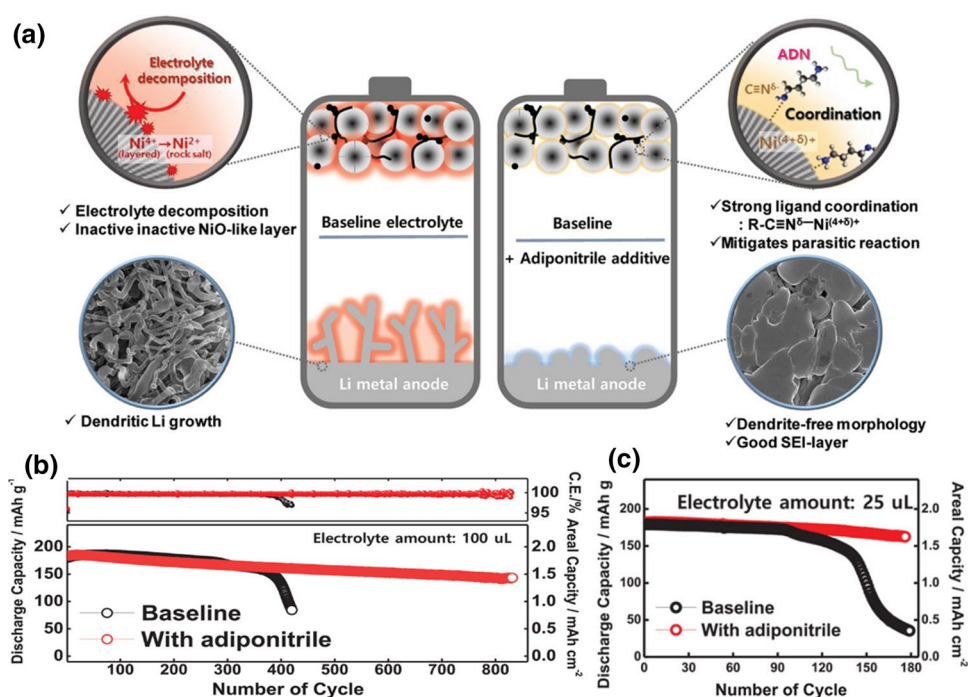 (a)
Electrolyte
decomposition
Ni4+→Ni2+
(layered) (rock salt)
✓ Electrolyte decomposition
✓ Inactive inactive NiO-like layer
✓ Dendritic Li growth
Baseline electrolyte
Li metal anode
Baseline
+ Adiponitrile additive
Li metal anode
ADN
C≡Nδ-
Coordination
Ni(4+δ)+
✓Strong ligand coordination
: R-C≡Nδ—Ni(4+δ)+
✓Mitigates parasitic reaction
✓Dendrite-free morphology
✓Good SEI-layer
(b)
100
95
C.E./%
Electrolyte amount: 100 uL
Discharge Capacity / mAh g-1
200
150
100
50
0
2.0
1.5
1.0
0.5
0.0
Areal Capcity / mAh cm-2
Baseline
With adiponitrile
100 200 300 400 500 600 700 800
Number of Cycle
(c)
Electrolyte amount: 25 uL
Discharge Capacity / mAh g
200
150
100
50
0
2.0
1.5
1.0
0.5
0.0
Areal Capacity / mAh cm-2
Baseline
With adiponitrile
0 30 60 90 120 150 180
Number of Cycle